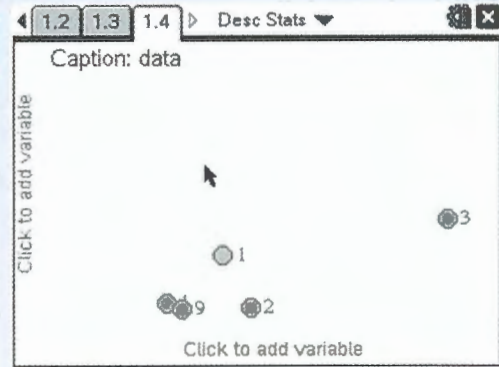 1.2 1.3 1.4 Desc Stats
Caption: data
Click to add variable
3
1
9
2
Click to add variable